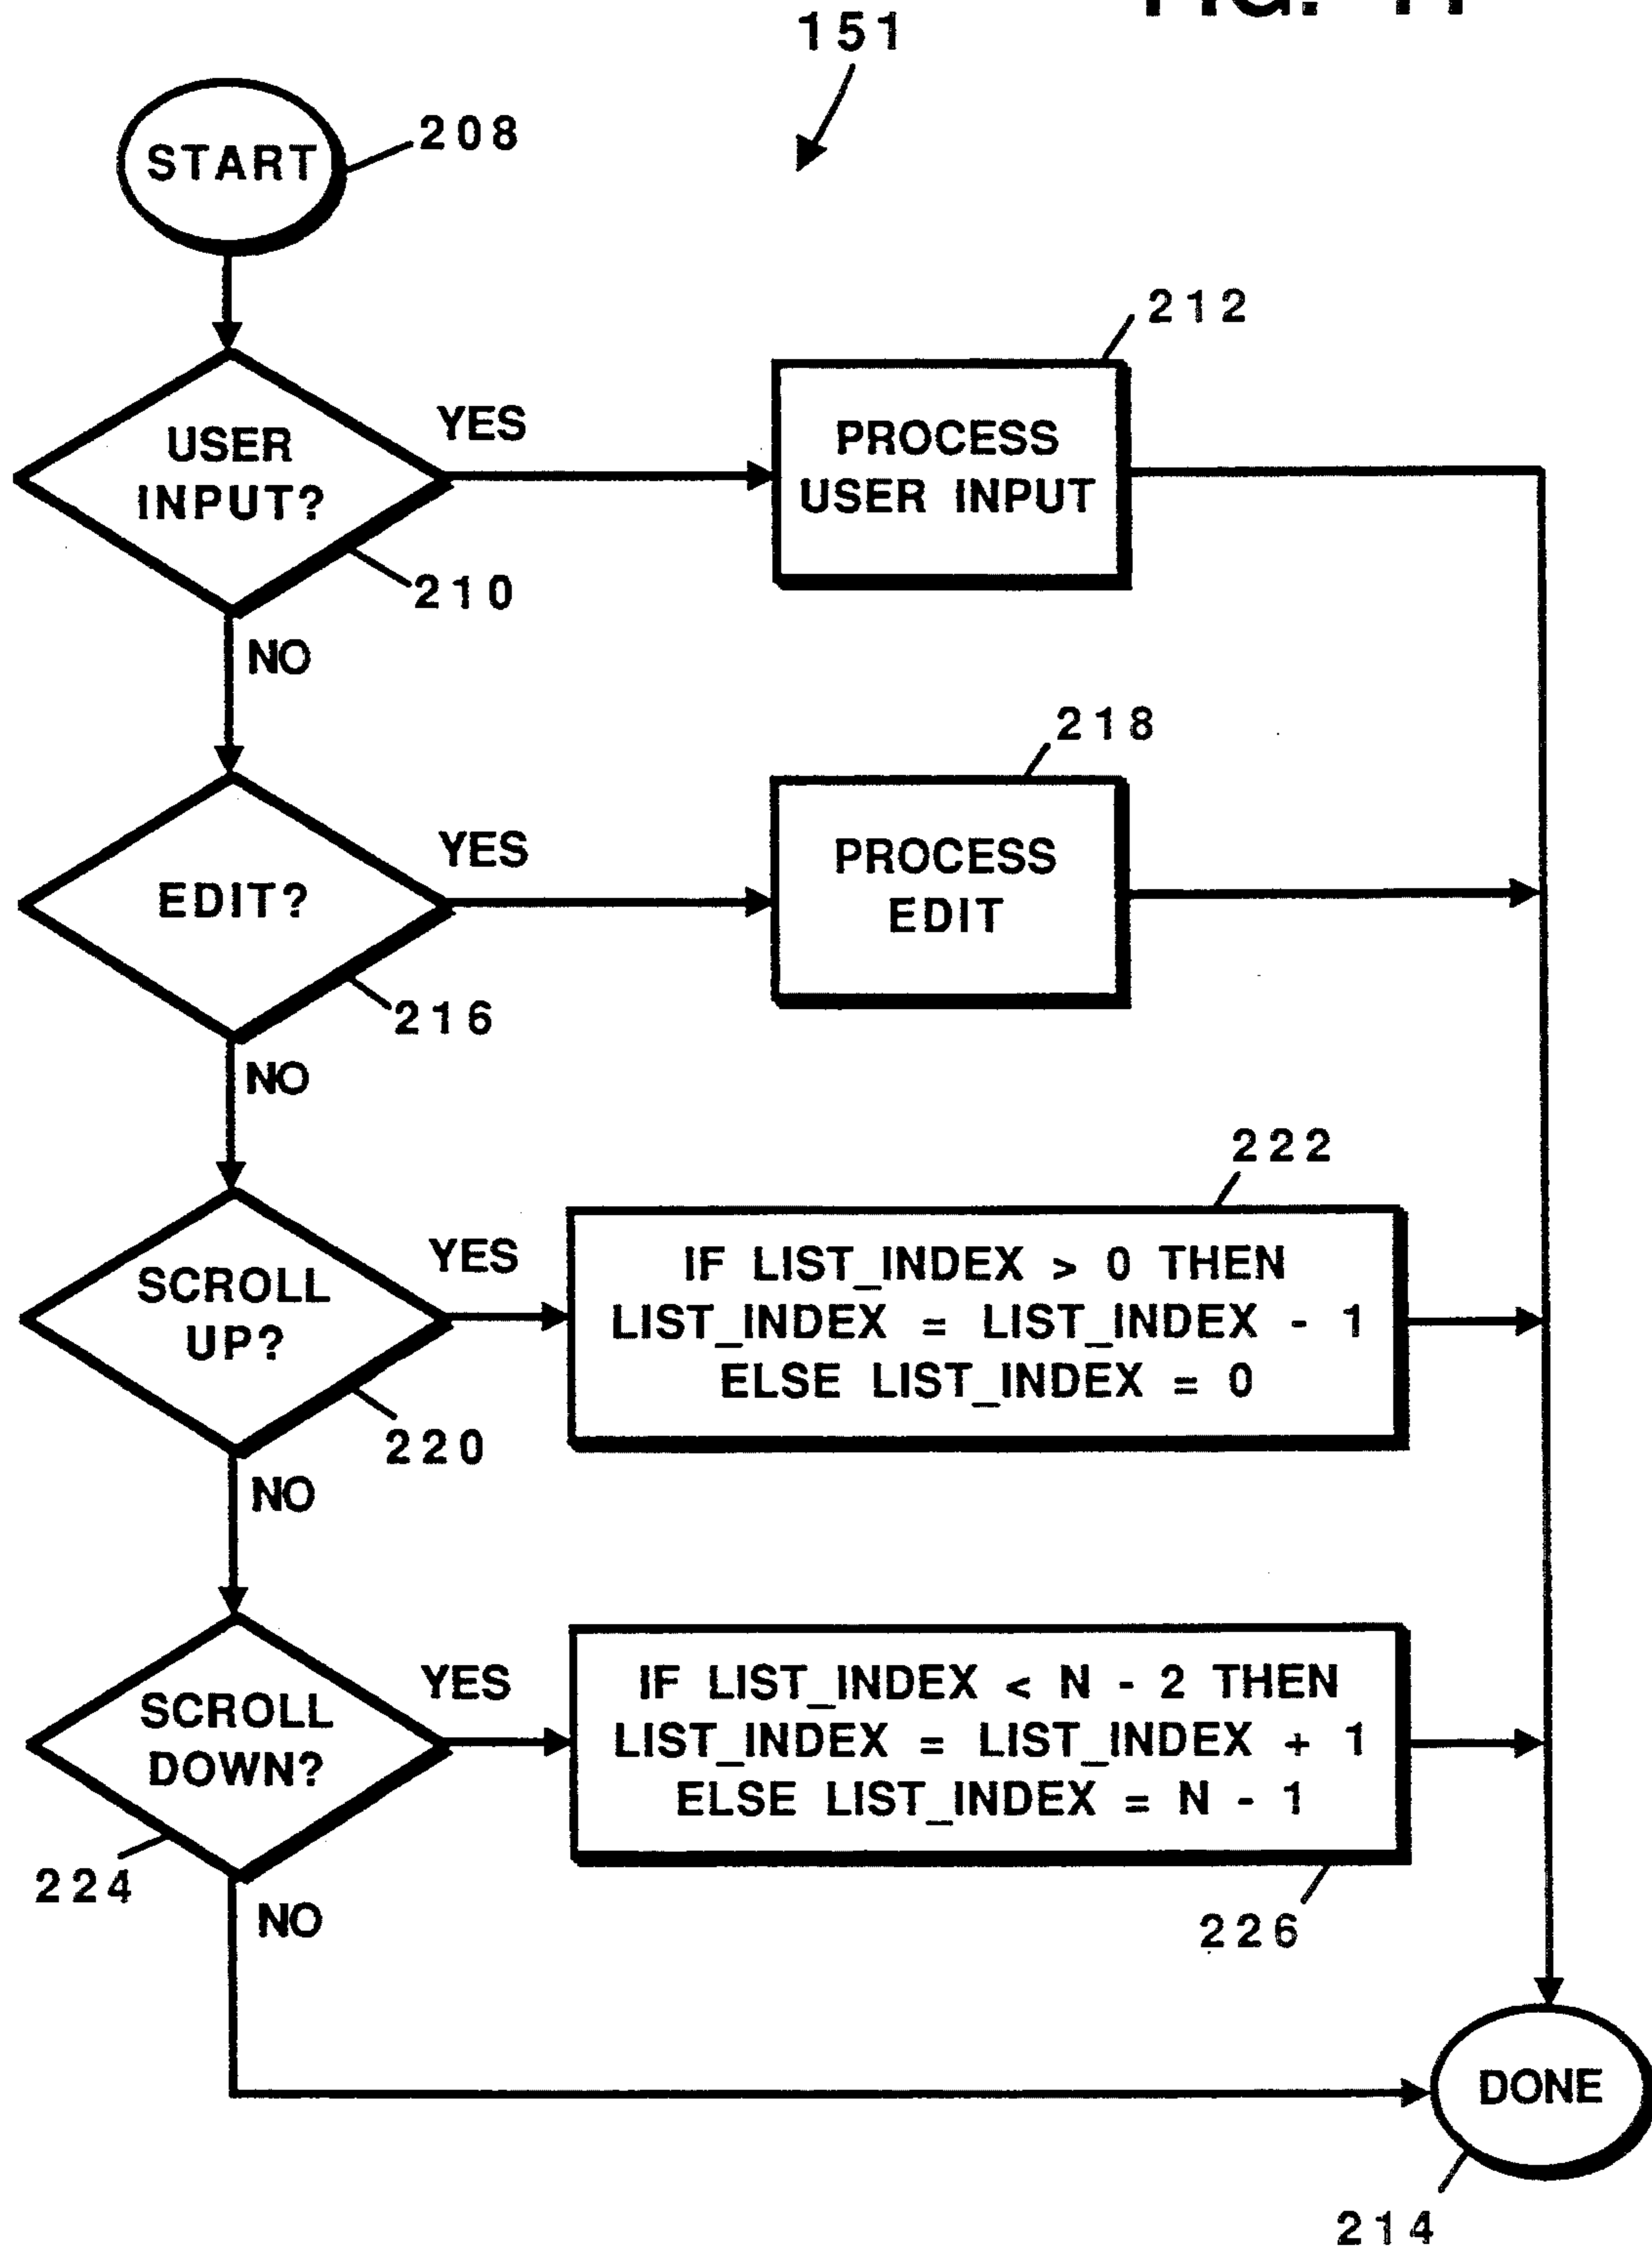 151
START
208
212
USER
INPUT?
YES
PROCESS
USER INPUT
210
NO
218
EDIT?
YES
PROCESS
EDIT
216
NO
222
SCROLL
UP?
YES
IF LIST_INDEX > 0 THEN
LIST_INDEX = LIST_INDEX - 1
ELSE LIST_INDEX = 0
220
NO
SCROLL
DOWN?
YES
IF LIST_INDEX < N - 2 THEN
LIST_INDEX = LIST_INDEX + 1
ELSE LIST_INDEX = N - 1
224
NO
226
DONE
214